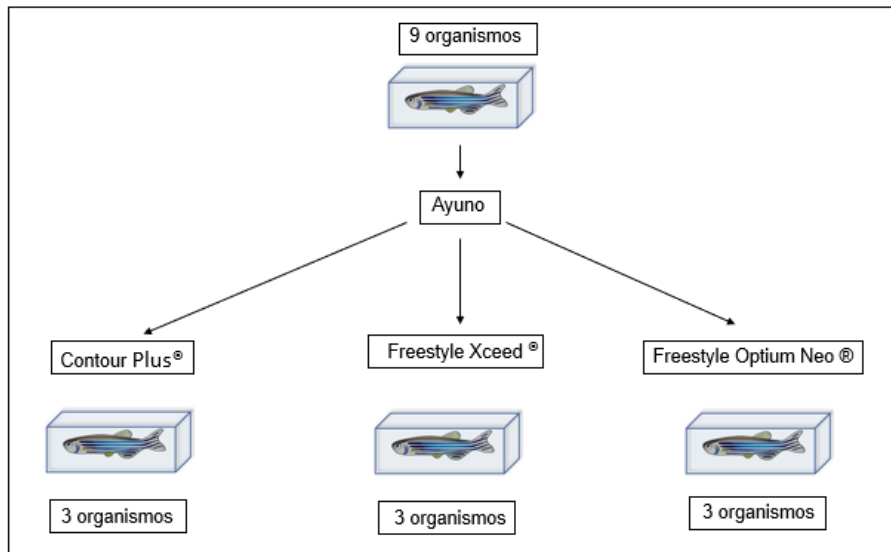 9 organismos
Ayuno
Contour Plus®
Freestyle Xceed ®
Freestyle Optium Neo ®
3 organismos
3 organismos
3 organismos